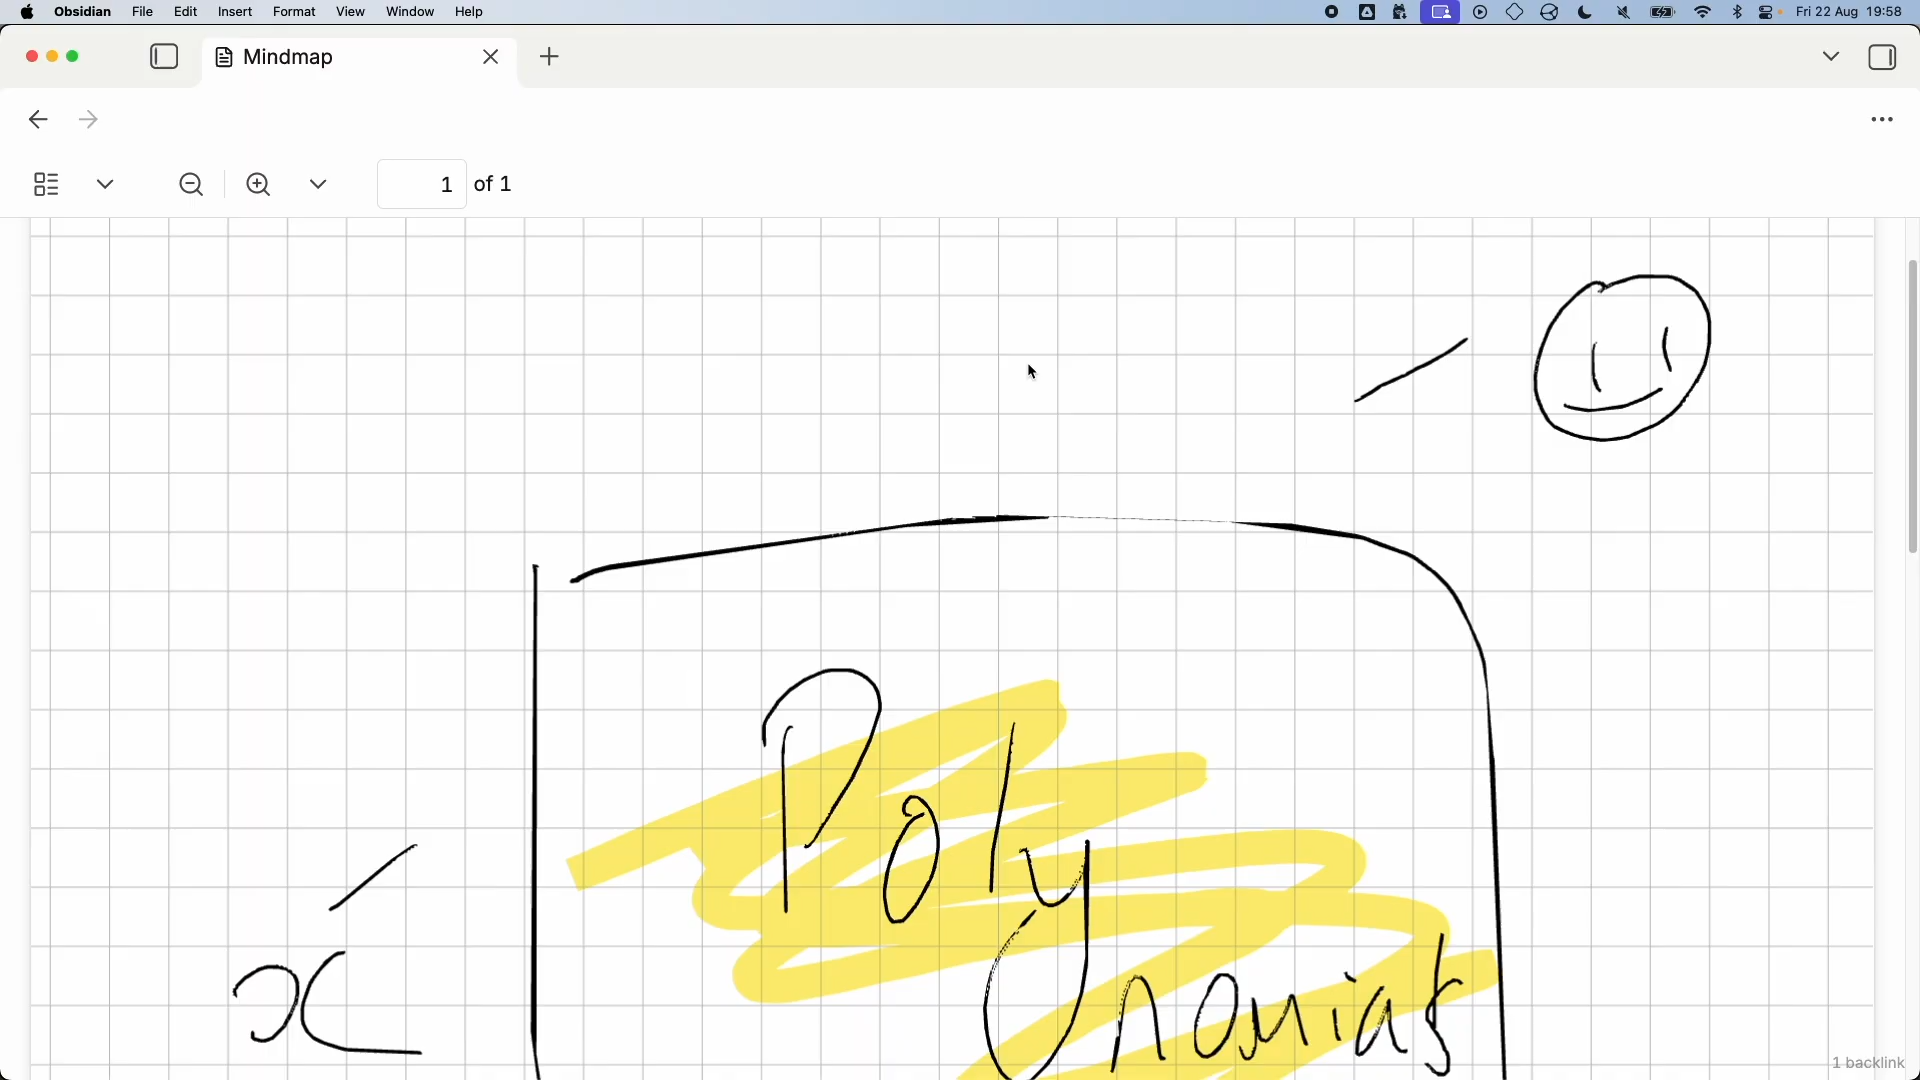 Obsidian File Edit Insert Format View Window Help Fri 22 Aug 19:58
Mindmap
1 of 1
Poly
nomials
x
1 backlink